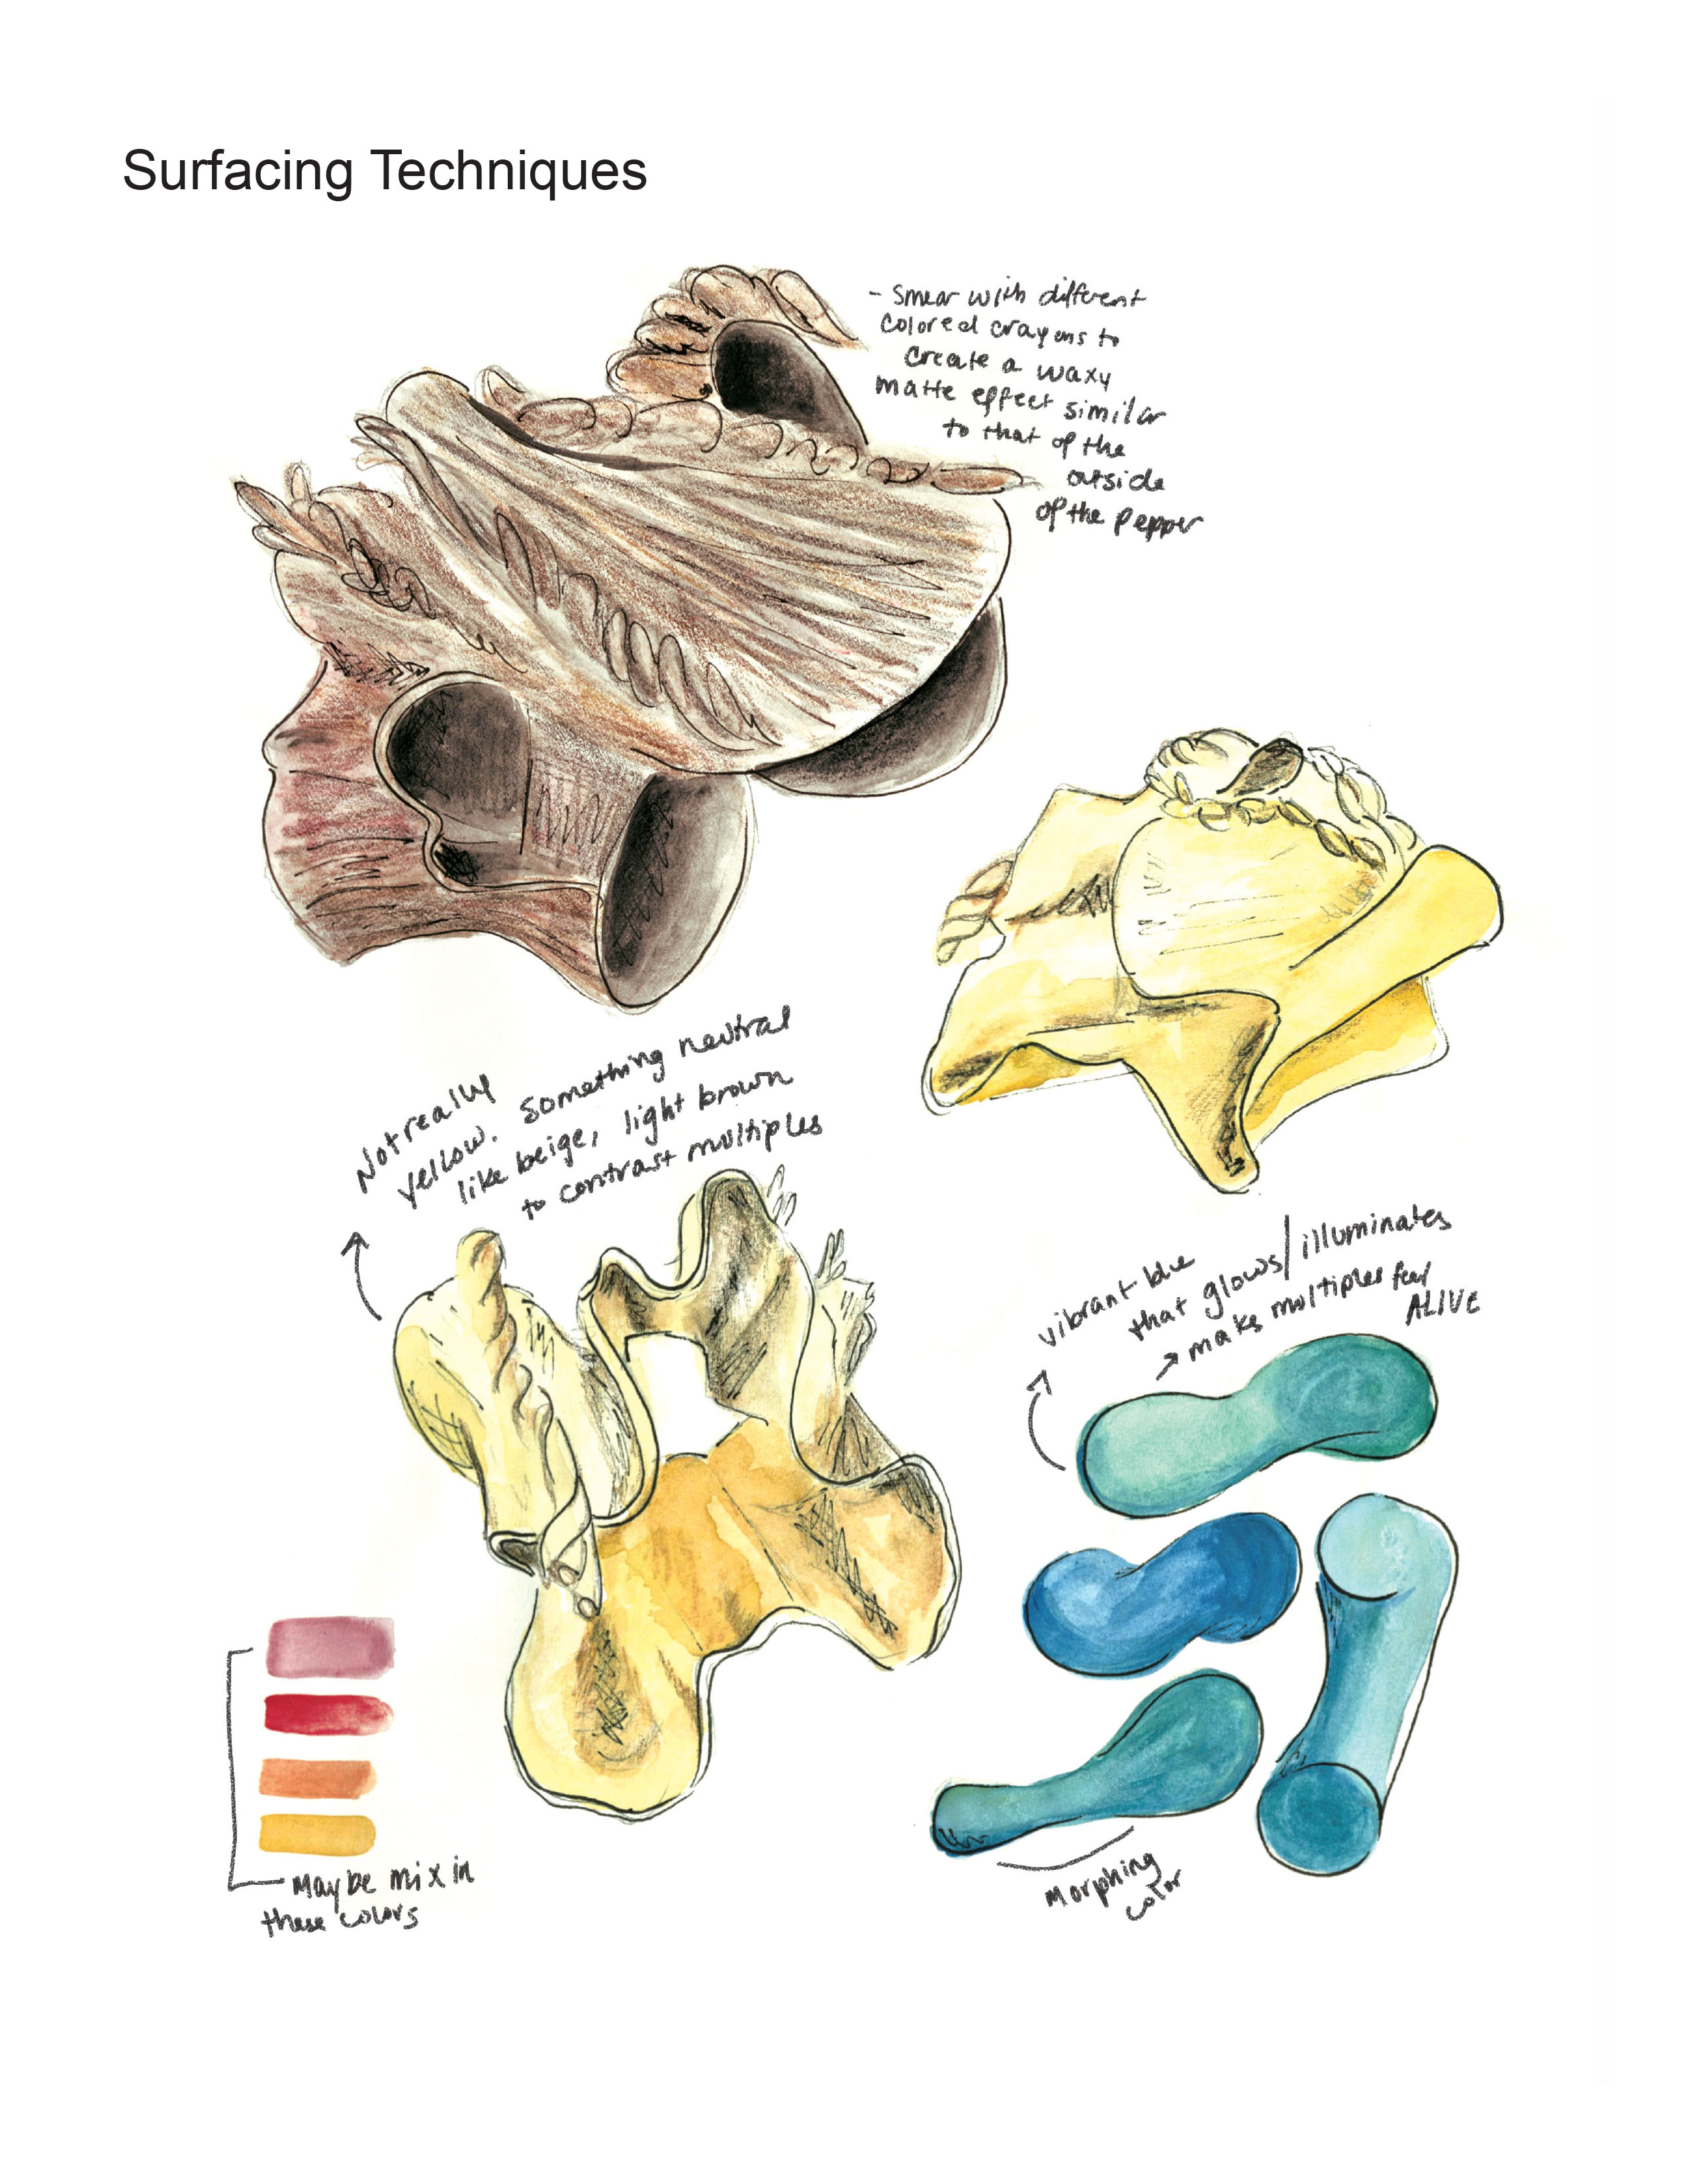 Surfacing Techniques
- Smear with different
colored crayons to
create a waxy
matte effect similar
to that of the
outside
of the pepper
Not really
yellow. Something neutral
like beige, light brown
to contrast multiples
vibrant blue
that glows/illuminates
→ makes multiples feel
ALIVE
Morphing
color
Maybe mix in
these colors